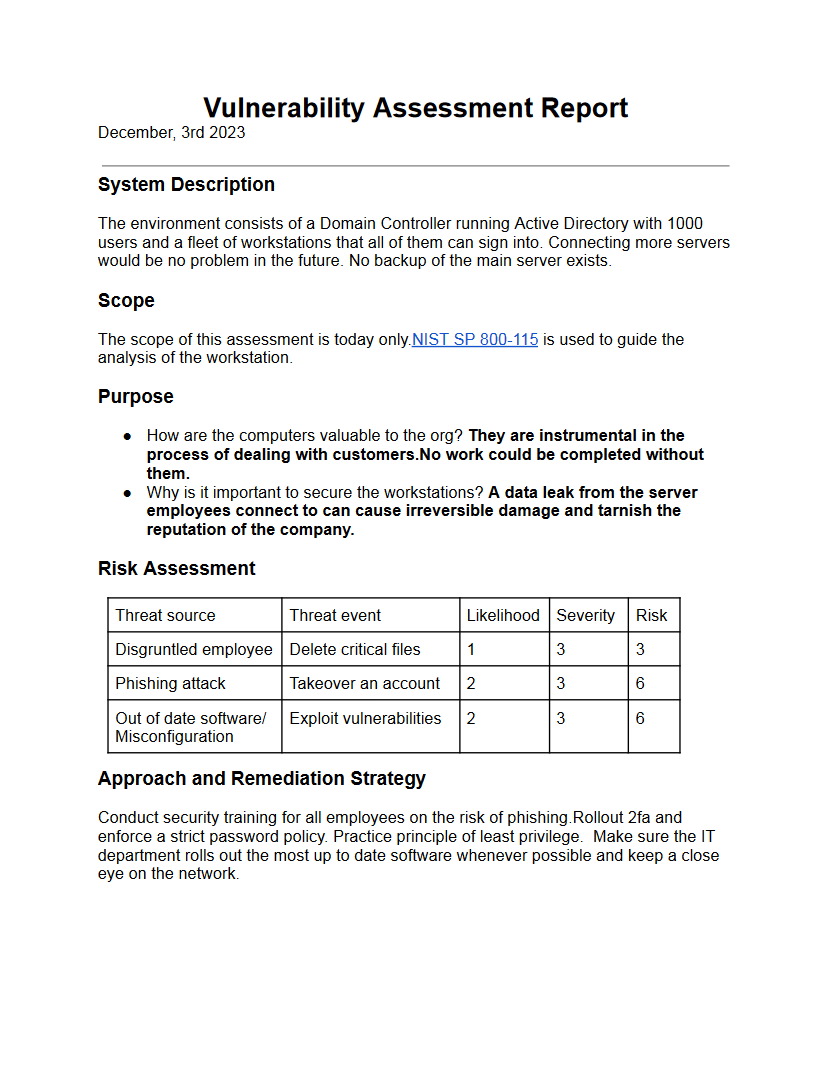 Vulnerability Assessment Report
December, 3rd 2023
System Description
The environment consists of a Domain Controller running Active Directory with 1000
users and a fleet of workstations that all of them can sign into. Connecting more servers
would be no problem in the future. No backup of the main server exists.
Scope
The scope of this assessment is today only.NIST SP 800-115 is used to guide the
analysis of the workstation.
Purpose
● How are the computers valuable to the org? They are instrumental in the
process of dealing with customers.No work could be completed without
them.
● Why is it important to secure the workstations? A data leak from the server
employees connect to can cause irreversible damage and tarnish the
reputation of the company.
Risk Assessment
Threat source Threat event Likelihood Severity Risk
Disgruntled employee Delete critical files 1 3 3
Phishing attack Takeover an account 2 3 6
Out of date software/ Exploit vulnerabilities 2 3 6
Misconfiguration
Approach and Remediation Strategy
Conduct security training for all employees on the risk of phishing.Rollout 2fa and
enforce a strict password policy. Practice principle of least privilege.  Make sure the IT
department rolls out the most up to date software whenever possible and keep a close
eye on the network.